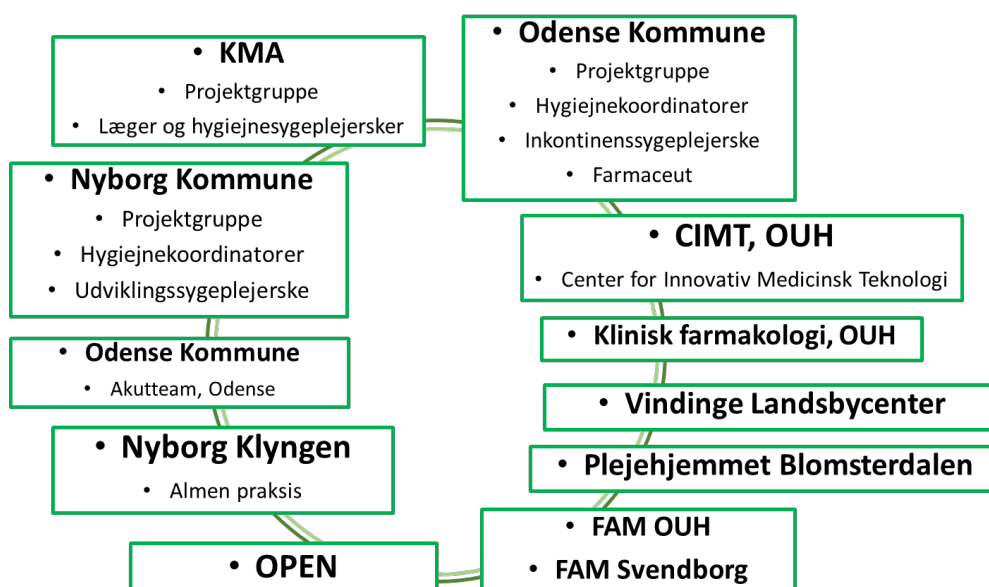 • KMA
• Projektgruppe
• Læger og hygiejnesygeplejersker
• Odense Kommune
• Projektgruppe
• Hygiejnekoordinatorer
• Inkontinenssygeplejerske
• Farmaceut
• Nyborg Kommune
• Projektgruppe
• Hygiejnekoordinatorer
• Udviklingssygeplejerske
• CIMT, OUH
• Center for Innovativ Medicinsk Teknologi
• Klinisk farmakologi, OUH
• Odense Kommune
• Akutteam, Odense
• Vindinge Landsbycenter
• Nyborg Klyngen
• Almen praksis
• Plejehjemmet Blomsterdalen
• FAM OUH
• FAM Svendborg
• OPEN